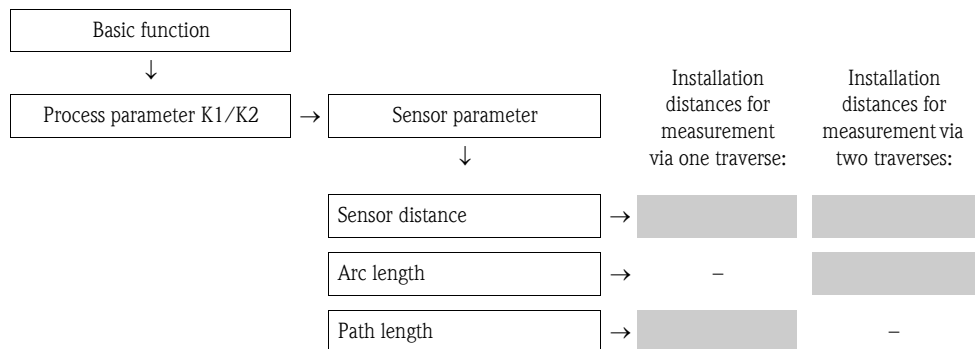 Basic function
↓
Process parameter K1/K2 → Sensor parameter
↓
Installation
distances for
measurement
via one traverse:
Installation
distances for
measurement via
two traverses:
Sensor distance →
Arc length → –
Path length → –